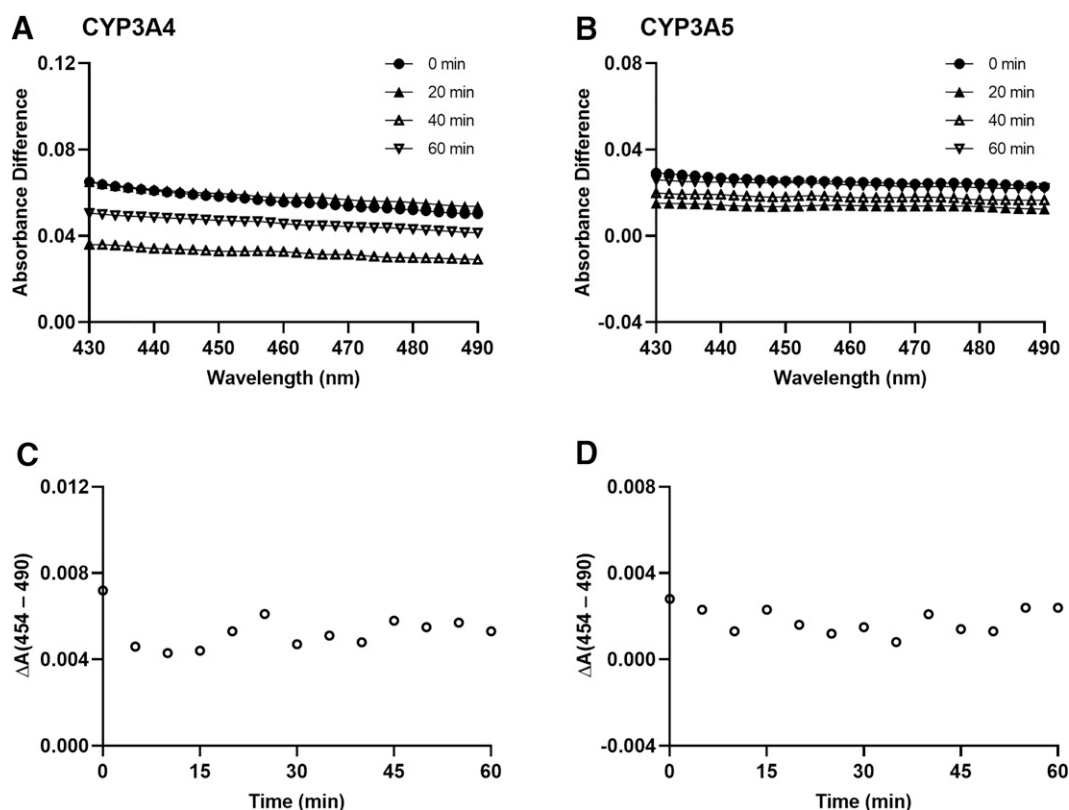 A CYP3A4
0.12
0.08
0.04
0.00
Absorbance Difference
0 min
20 min
40 min
60 min
430 440 450 460 470 480 490
Wavelength (nm)
B CYP3A5
0.08
0.04
0.00
-0.04
Absorbance Difference
0 min
20 min
40 min
60 min
430 440 450 460 470 480 490
Wavelength (nm)
C
0.012
0.008
0.004
0.000
ΔA(454 – 490)
0 15 30 45 60
Time (min)
D
0.008
0.004
0.000
-0.004
ΔA(454 – 490)
0 15 30 45 60
Time (min)